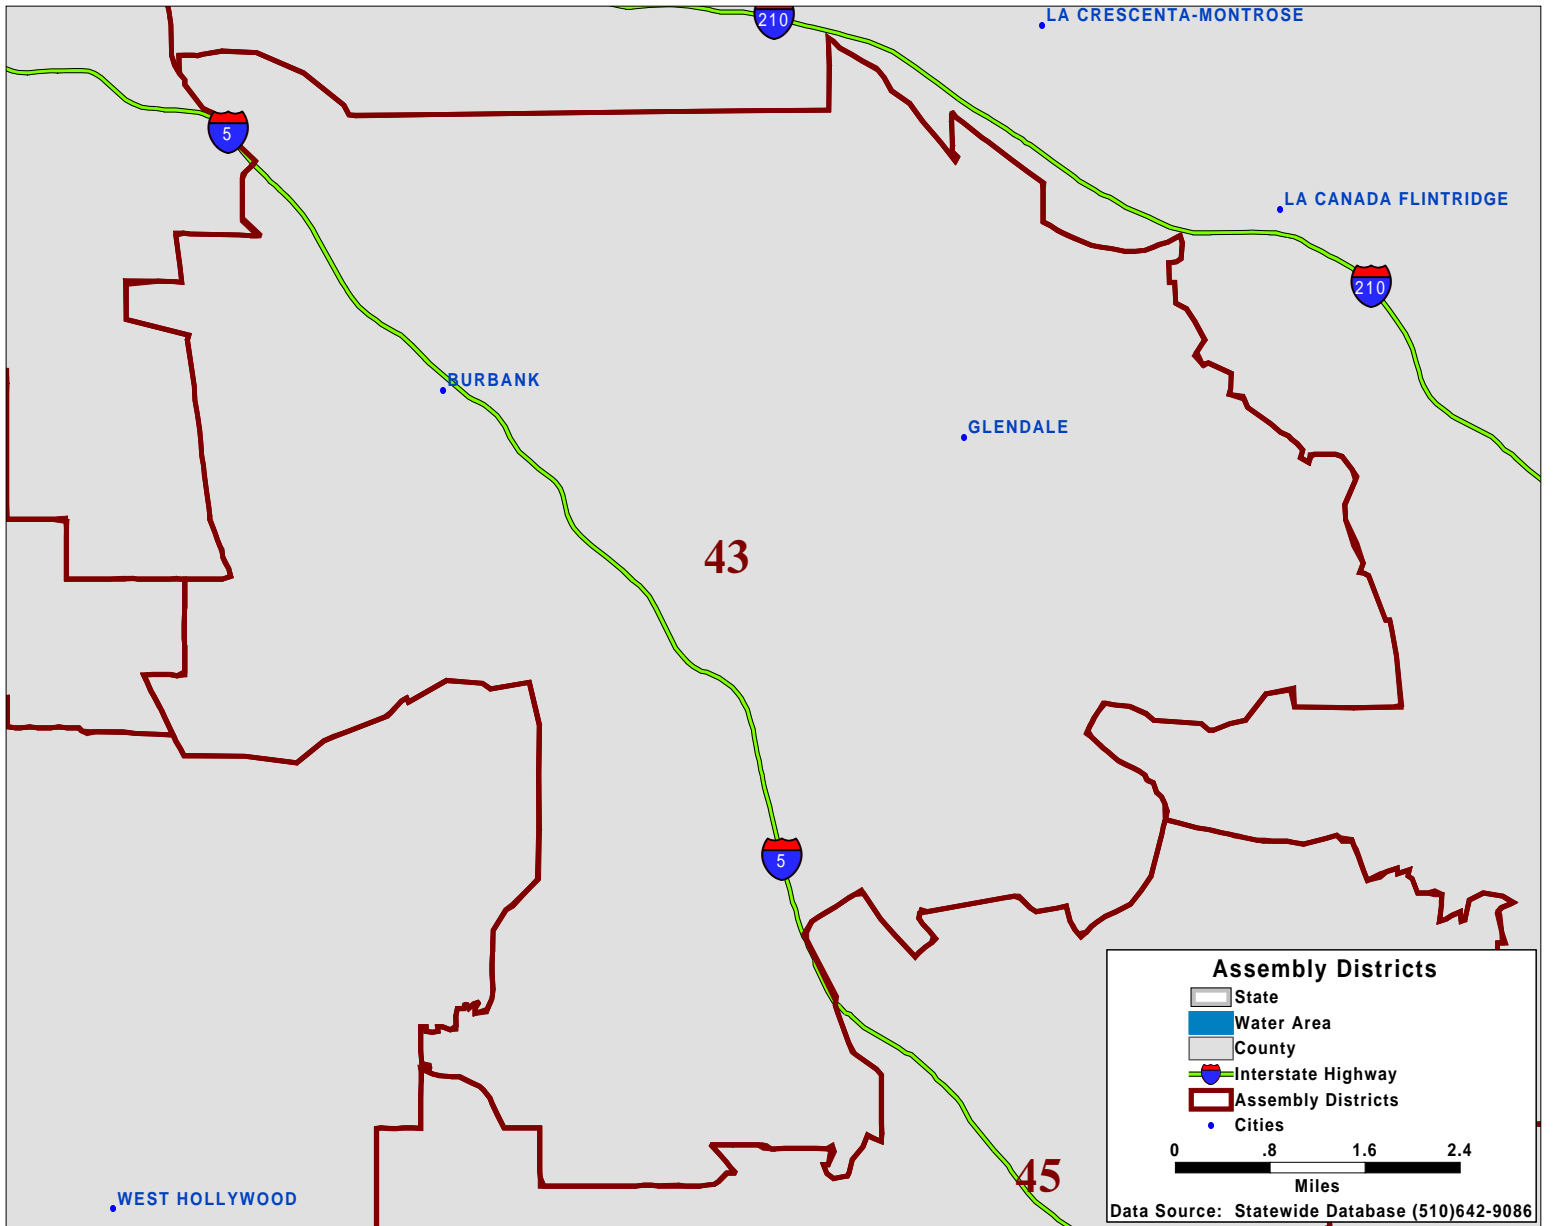 LA CRESCENTA-MONTROSE
210
5
LA CANADA FLINTRIDGE
210
BURBANK
GLENDALE
43
5
45
WEST HOLLYWOOD
Assembly Districts
State
Water Area
County
Interstate Highway
Assembly Districts
Cities
0 .8 1.6 2.4
Miles
Data Source: Statewide Database (510)642-9086